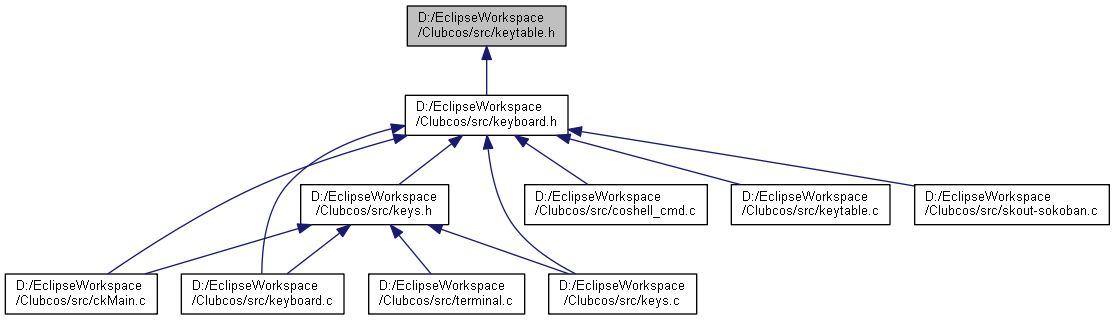 D:/EclipseWorkspace
/Clubcos/src/keytable.h
D:/EclipseWorkspace
/Clubcos/src/keyboard.h
D:/EclipseWorkspace
/Clubcos/src/keys.h
D:/EclipseWorkspace
/Clubcos/src/coshell_cmd.c
D:/EclipseWorkspace
/Clubcos/src/keytable.c
D:/EclipseWorkspace
/Clubcos/src/skout-sokoban.c
D:/EclipseWorkspace
/Clubcos/src/ckMain.c
D:/EclipseWorkspace
/Clubcos/src/keyboard.c
D:/EclipseWorkspace
/Clubcos/src/terminal.c
D:/EclipseWorkspace
/Clubcos/src/keys.c